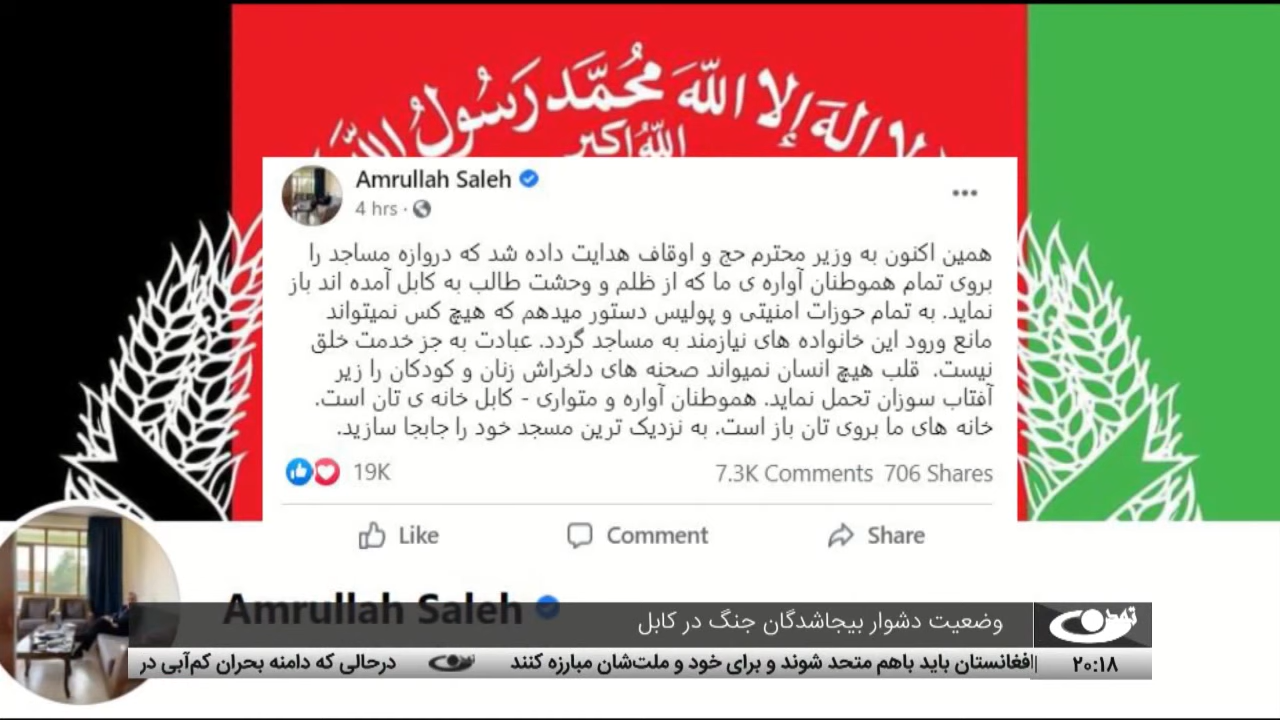 لا اله إلا الله محمد رسول الله
الله اكبر
Amrullah Saleh
4 hrs ·
همین اکنون به وزیر محترم حج و اوقاف هدایت داده شد که دروازه مساجد را
بروی تمام هموطنان آواره ی ما که از ظلم و وحشت طالب به کابل آمده اند باز
نماید. به تمام حوزات امنیتی و پولیس دستور میدهم که هیچ کس نمیتواند
مانع ورود این خانواده های نیازمند به مساجد گردد. عبادت به جز خدمت خلق
نیست. قلب هیچ انسان نمیواند صحنه های دلخراش زنان و کودکان را زیر
آفتاب سوزان تحمل نماید. هموطنان آواره و متواری - کابل خانه ی تان است.
خانه های ما بروی تان باز است. به نزدیک ترین مسجد خود را جابجا سازید.
19K 7.3K Comments 706 Shares
Like Comment Share
Amrullah Saleh
وضعیت دشوار بیجاشدگان جنگ در کابل
افغانستان باید باهم متحد شوند و برای خود و ملت‌شان مبارزه کنند درحالی که دامنه بحران کم‌آبی در
۲۰:۱۸